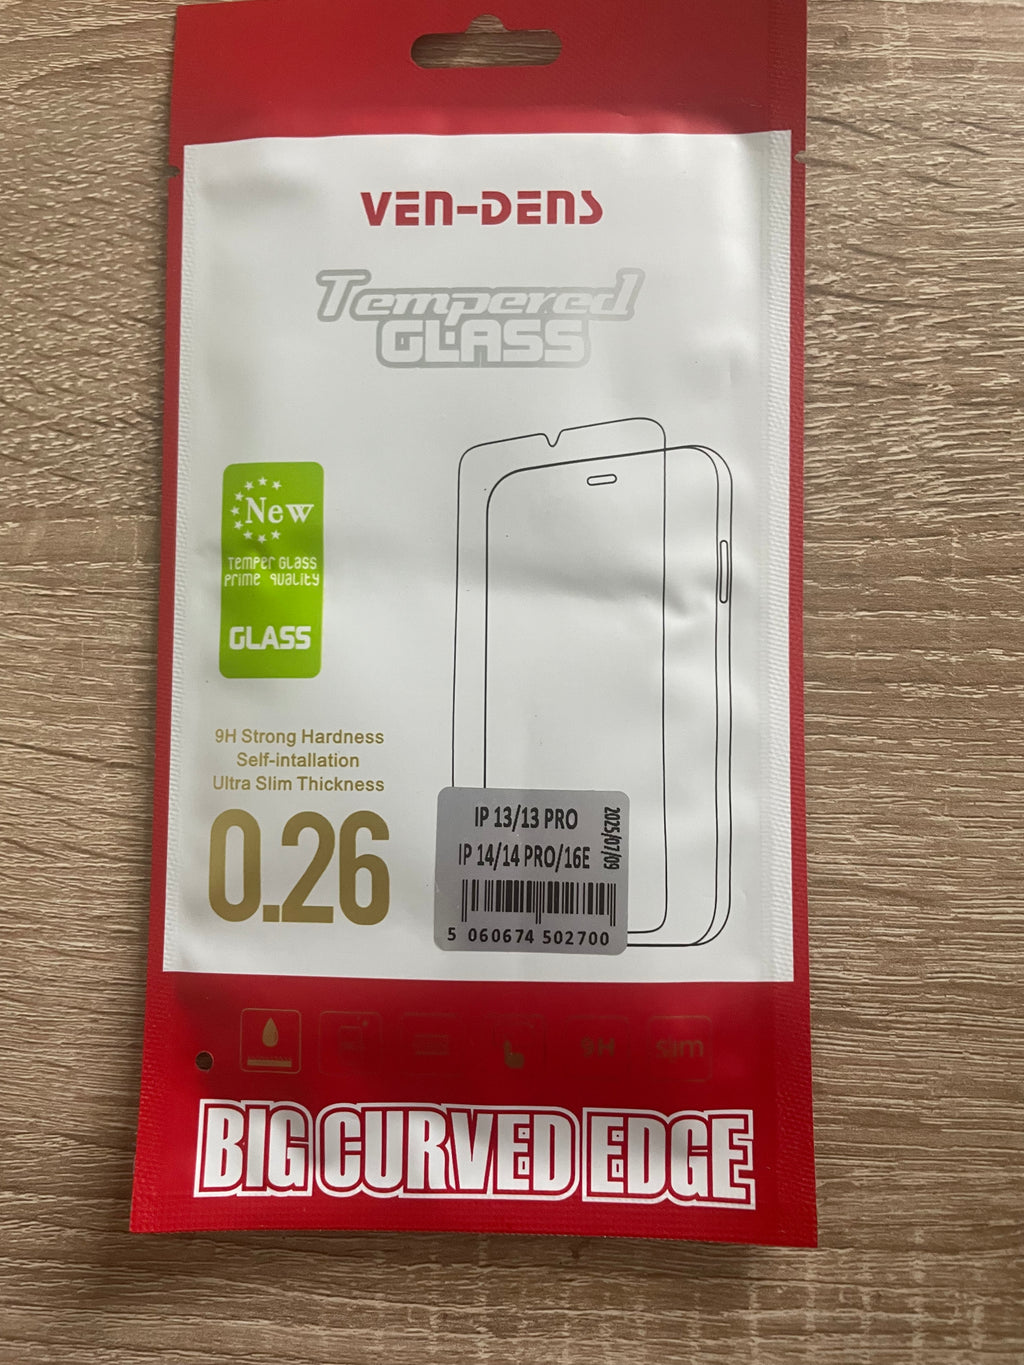 VEN-DENS
Tempered
GLASS
New
Temper GLASS
prime quality
GLASS
9H Strong Hardness
Self-intallation
Ultra Slim Thickness
0.26
IP 13/13 PRO
IP 14/14 PRO/16E
2025/07/09
5 060674 502700
9H
slim
BIG CURVED EDGE